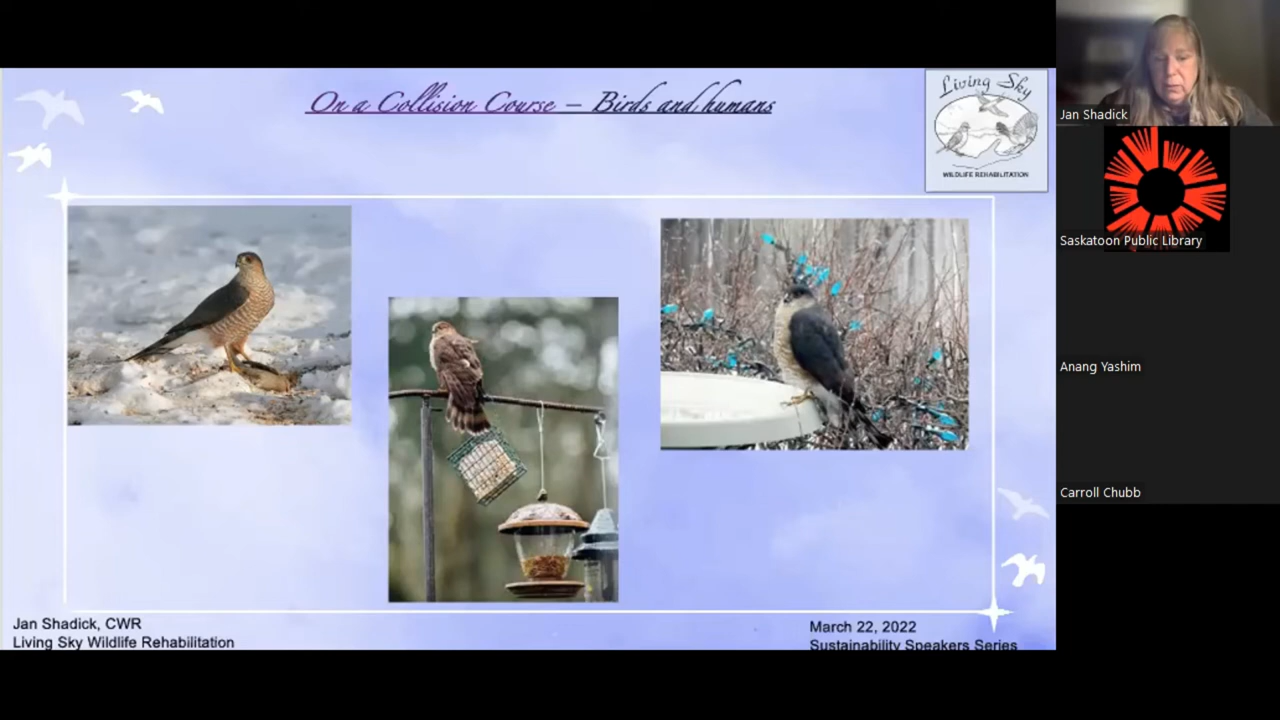 On a Collision Course – Birds and humans
Living Sky
WILDLIFE REHABILITATION
Jan Shadick
Saskatoon Public Library
Anang Yashim
Carroll Chubb
Jan Shadick, CWR
Living Sky Wildlife Rehabilitation
March 22, 2022
Sustainability Speakers Series